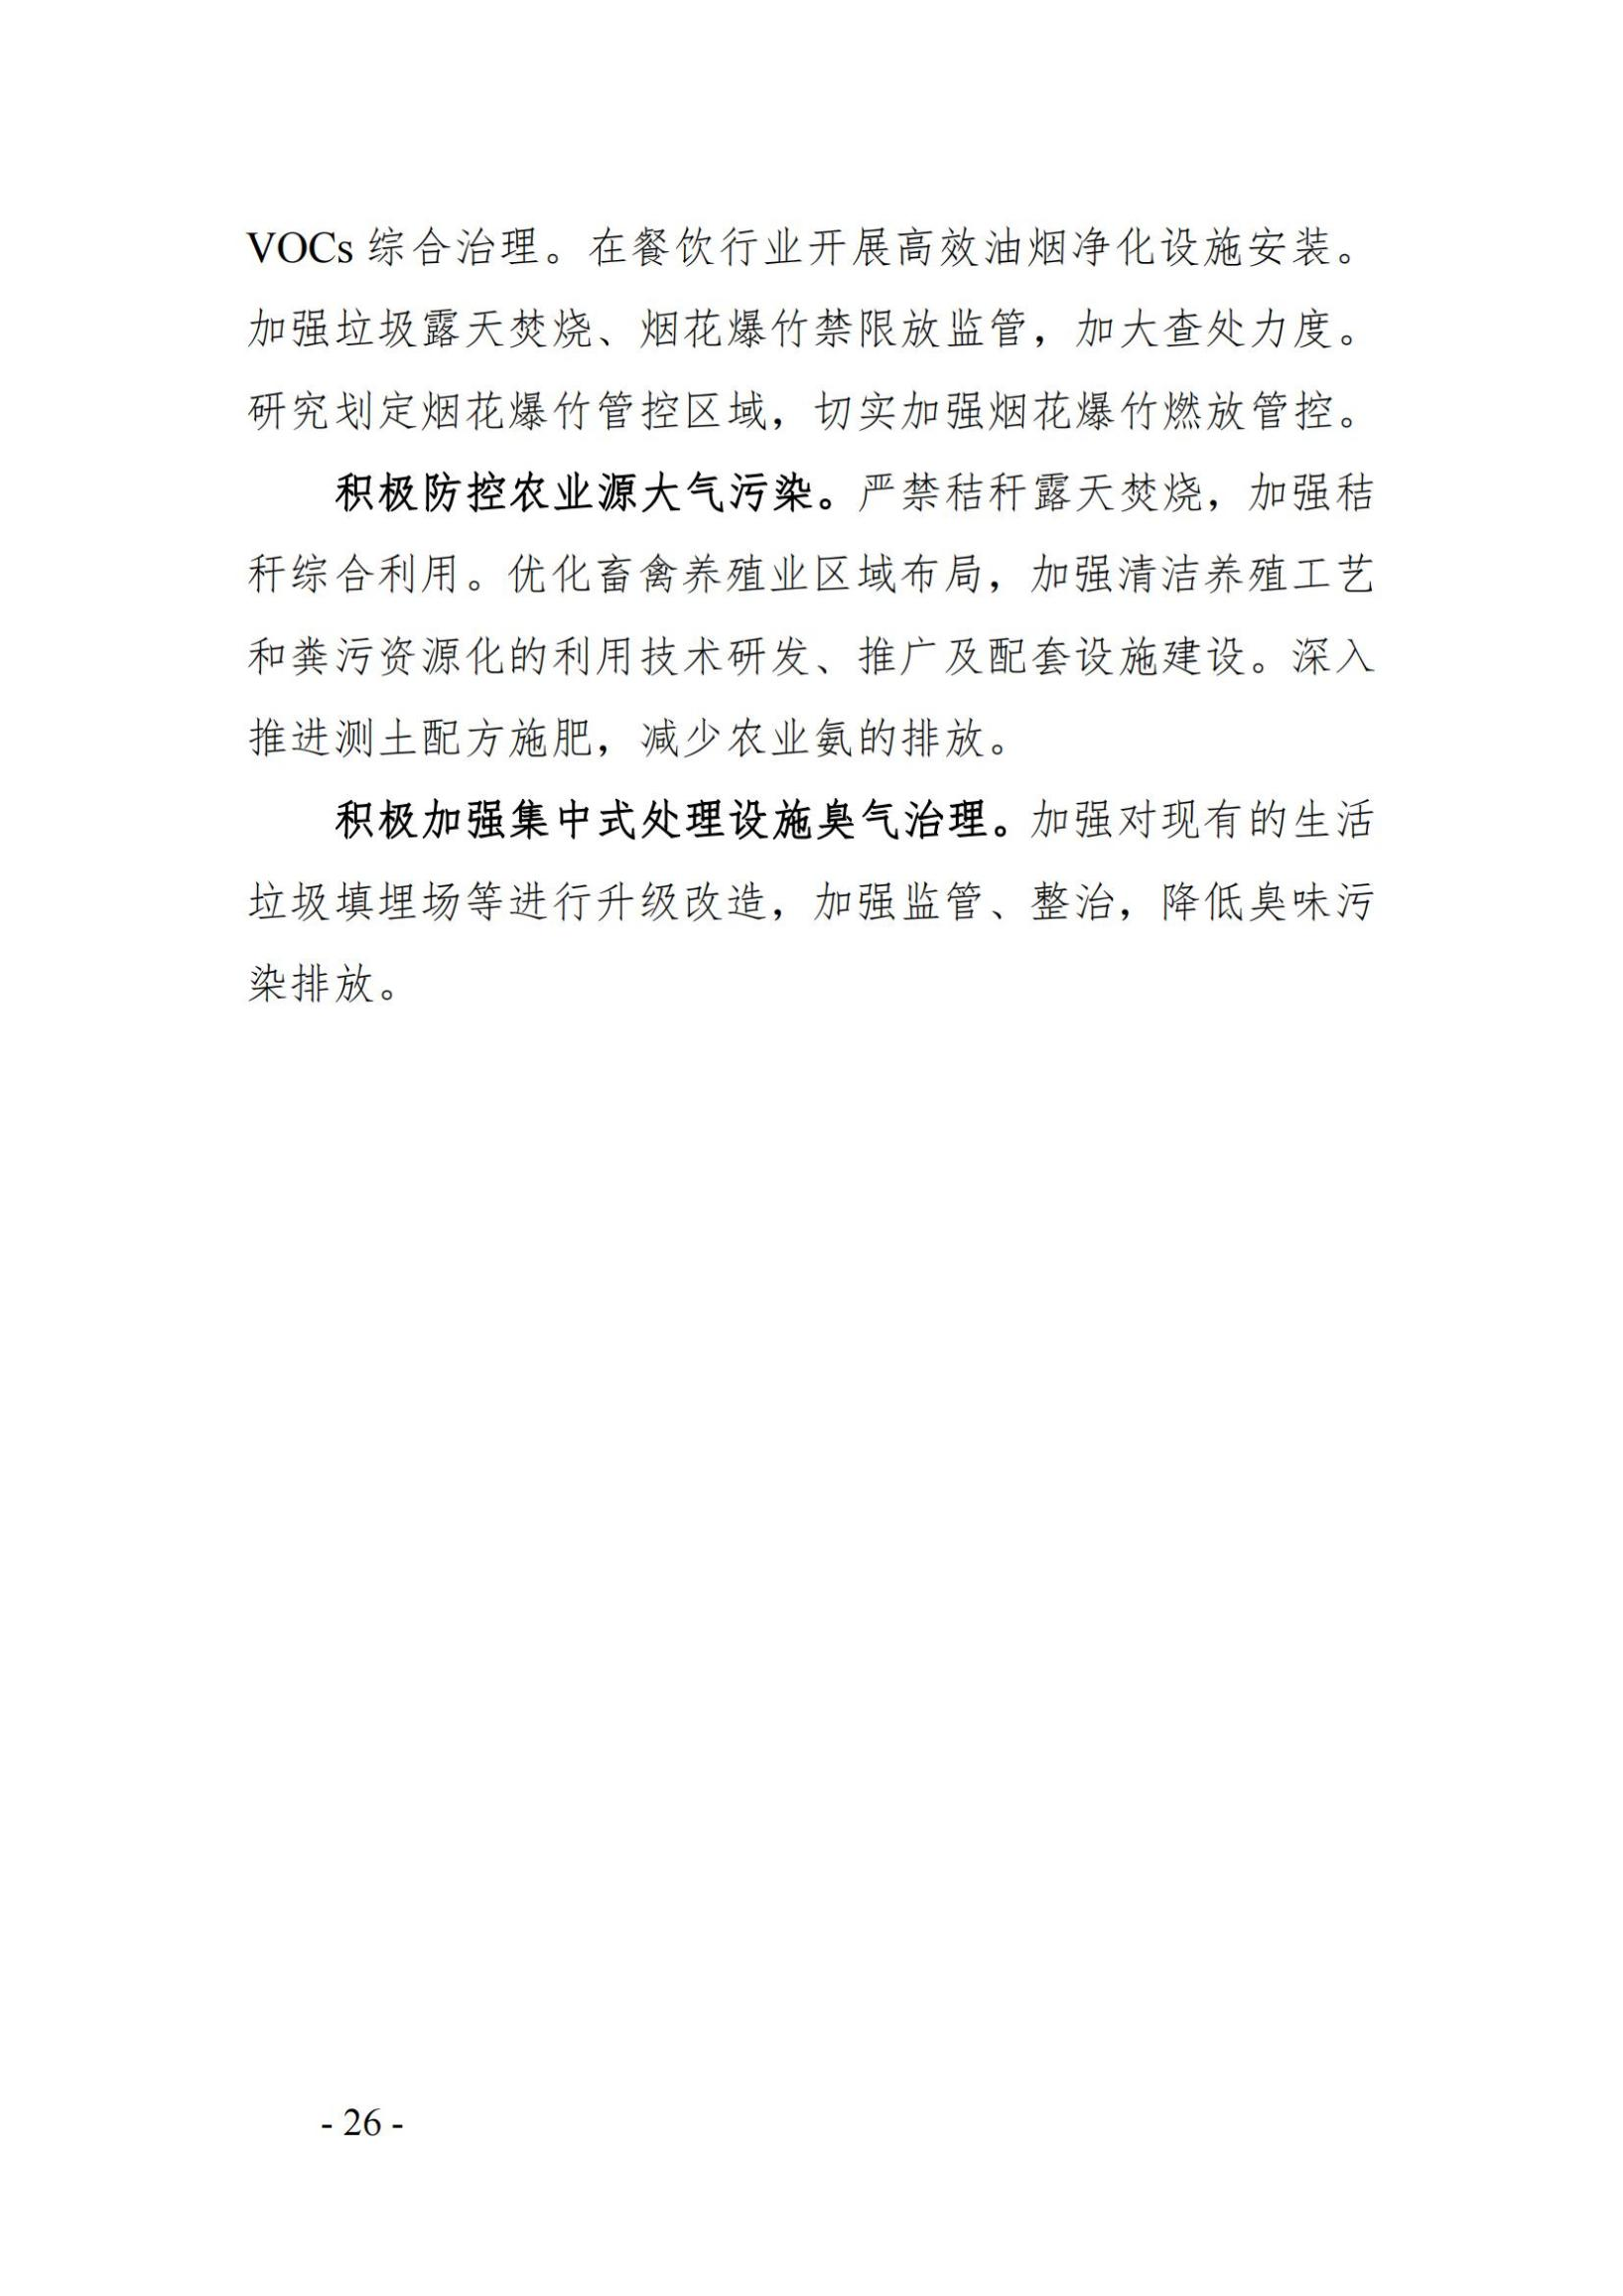 VOCs 综合治理。在餐饮行业开展高效油烟净化设施安装。
加强垃圾露天焚烧、烟花爆竹禁限放监管，加大查处力度。
研究划定烟花爆竹管控区域，切实加强烟花爆竹燃放管控。
积极防控农业源大气污染。严禁秸秆露天焚烧，加强秸
秆综合利用。优化畜禽养殖业区域布局，加强清洁养殖工艺
和粪污资源化的利用技术研发、推广及配套设施建设。深入
推进测土配方施肥，减少农业氨的排放。
积极加强集中式处理设施臭气治理。加强对现有的生活
垃圾填埋场等进行升级改造，加强监管、整治，降低臭味污
染排放。
- 26 -